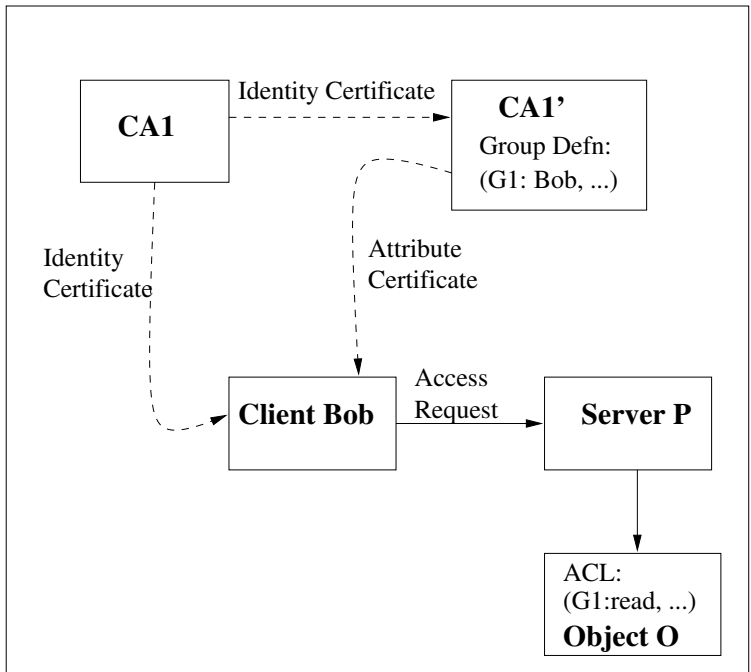 Identity Certificate
CA1
CA1’
Group Defn:
(G1: Bob, ...)
Identity
Certificate
Attribute
Certificate
Client Bob
Access
Request
Server P
ACL:
(G1:read, ...)
Object O